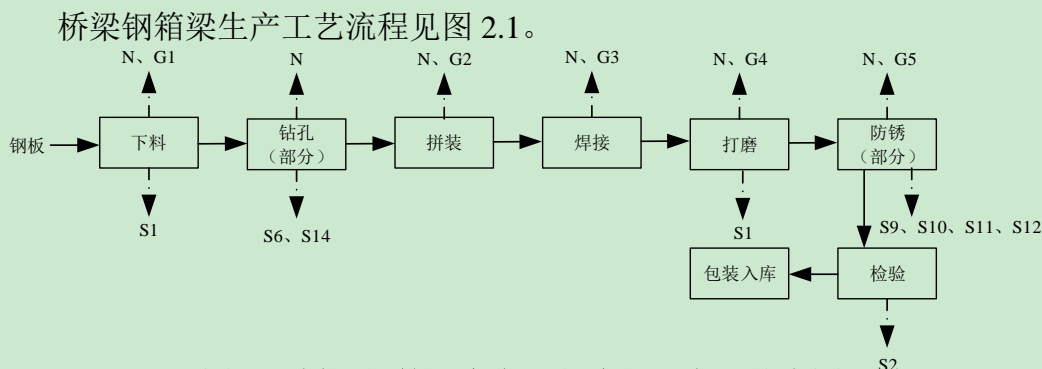 桥梁钢箱梁生产工艺流程见图 2.1。
N、G1
N
N、G2
N、G3
N、G4
N、G5
钢板
下料
钻孔
（部分）
拼装
焊接
打磨
防锈
（部分）
S1
S6、S14
S1
S9、S10、S11、S12
包装入库
检验
S2